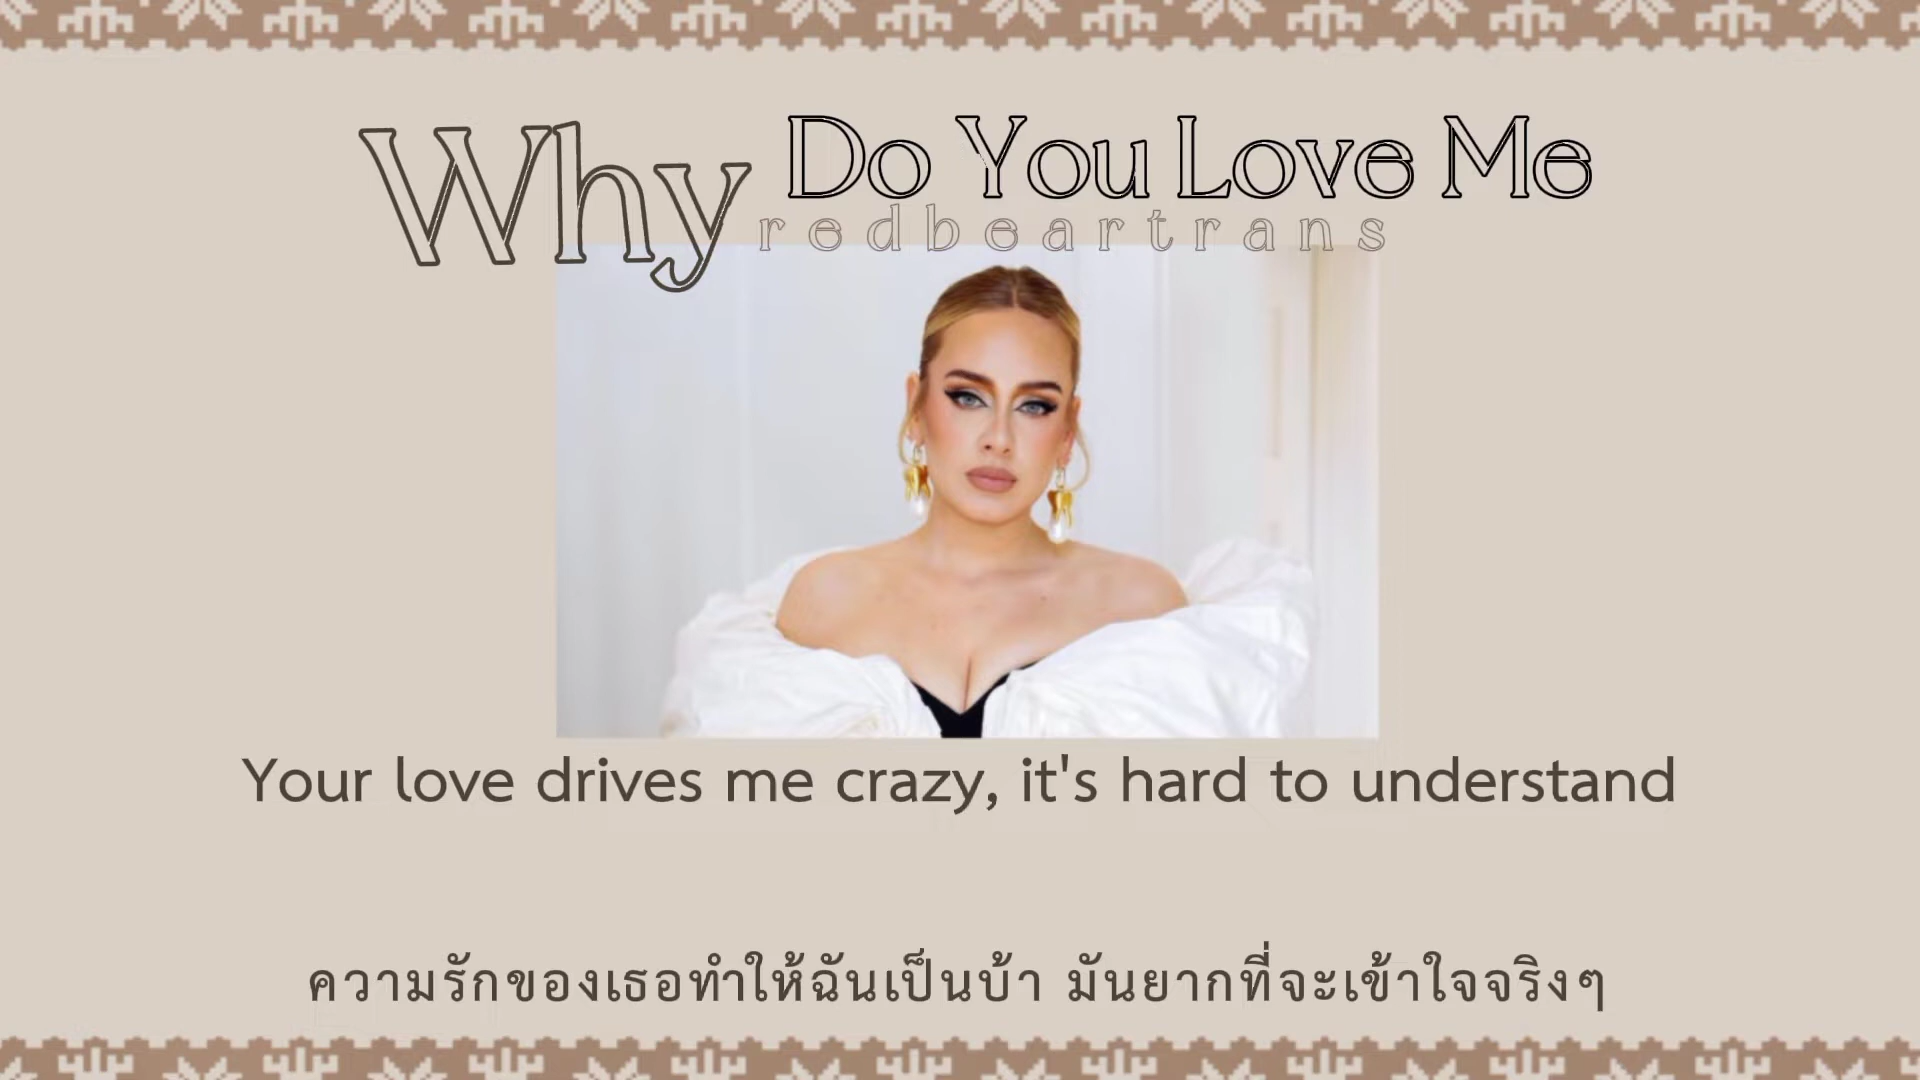 Why Do You Love Me
redbeartrans
Your love drives me crazy, it's hard to understand
ความรักของเธอทำให้ฉันเป็นบ้า มันยากที่จะเข้าใจจริงๆ